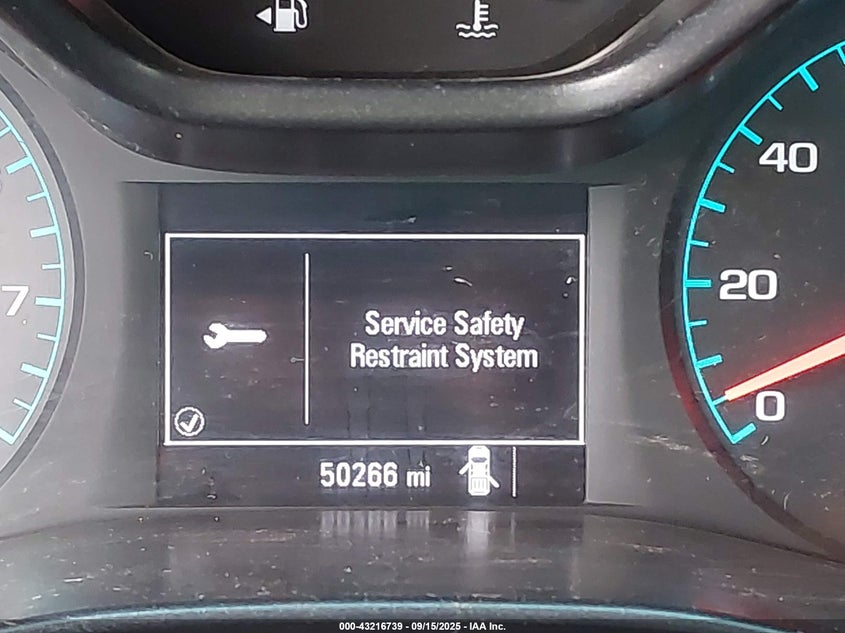 40
20
7
Service Safety
Restraint System
0
50266 mi
000-43216739 - 09/15/2025 - IAA Inc.